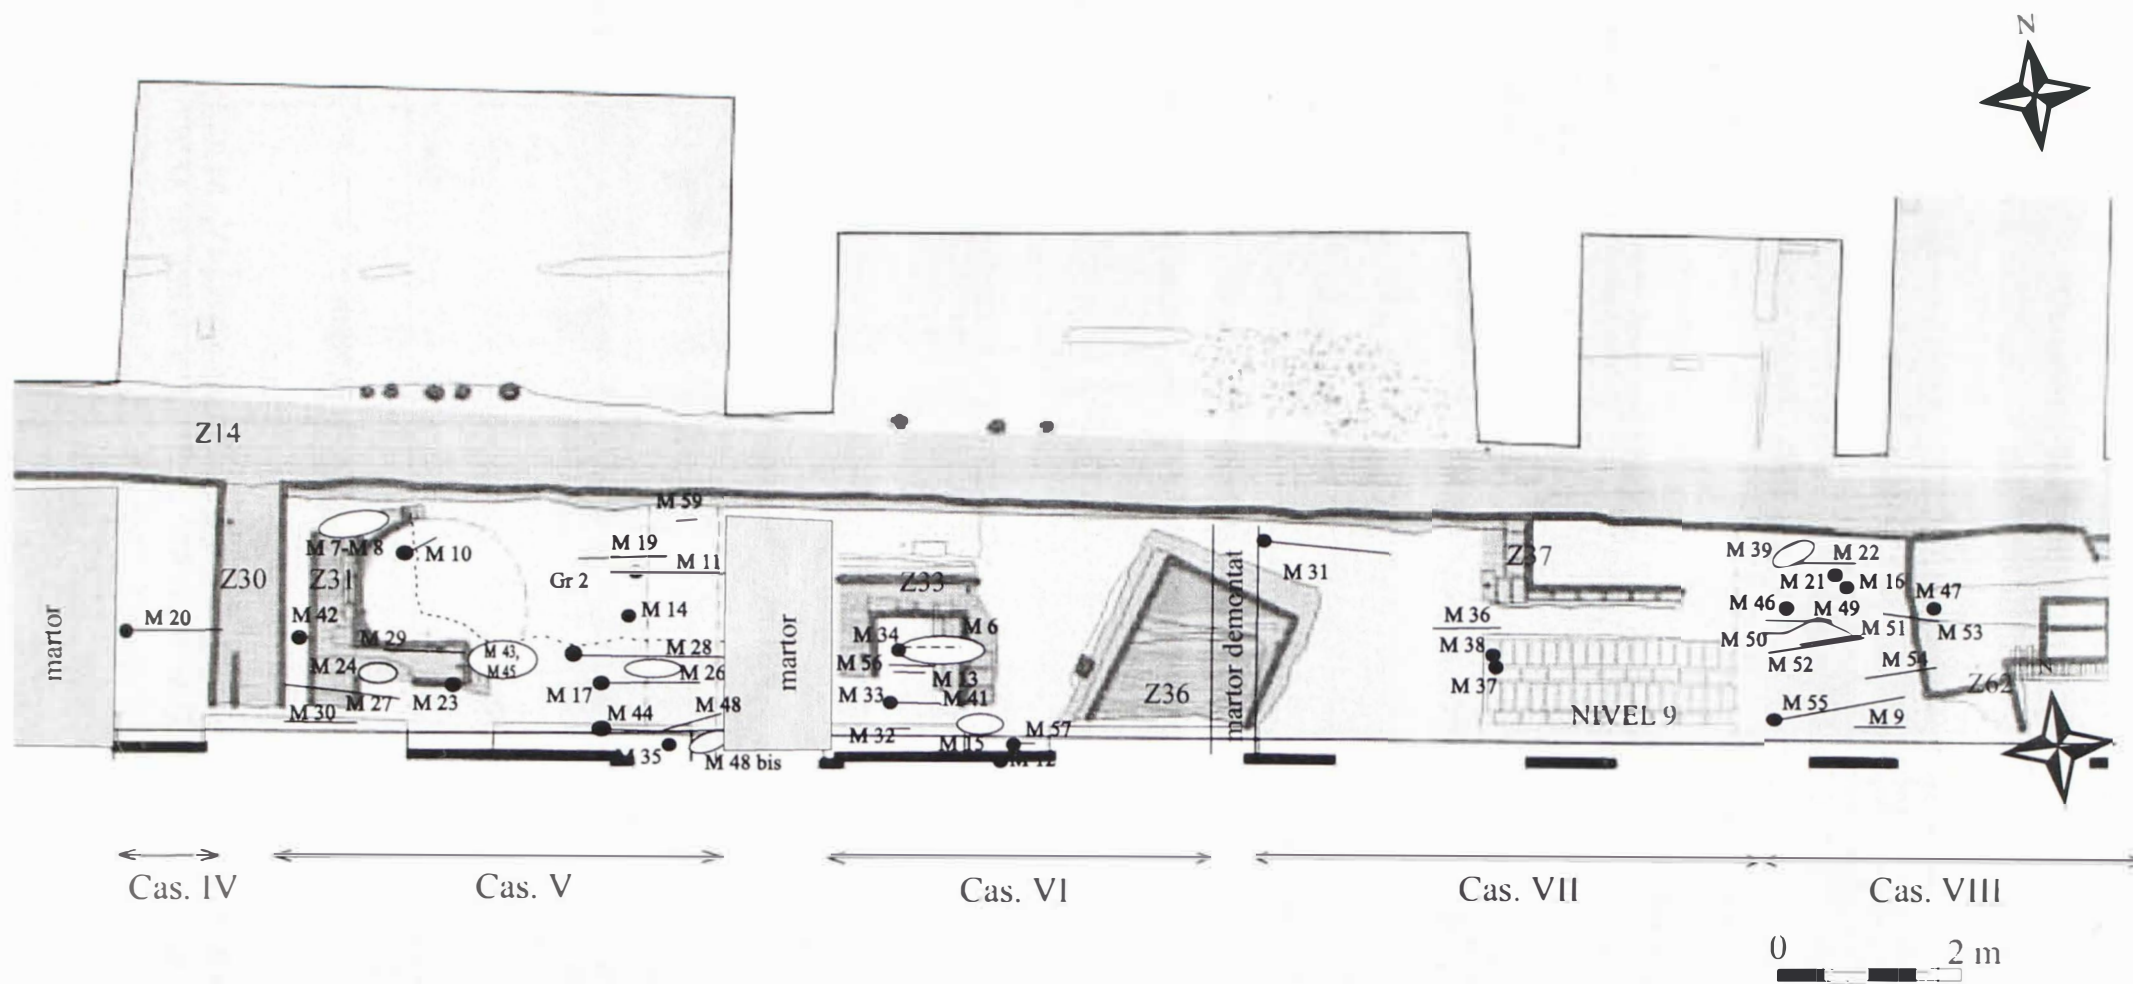 N
Z14
M 59
M 19
M 11
M 7-M 8
M 10
Gr 2
Z30
Z31
M 20
M 42
M 14
M 29
M 28
M 43,
M 45
M 24
M 26
M 27
M 23
M 17
M 30
M 44
M 48
M 35
M 48 bis
martor
martor
Z33
M 34
M 6
M 56
M 13
M 33
M 41
M 32
M 15
M 57
M 12
Z36
martor demontat
M 31
Z37
M 36
M 38
M 37
NIVEL 9
M 39
M 22
M 21
M 16
M 47
M 46
M 49
M 50
M 51
M 53
M 52
M 54
M 55
M 9
Z62
N
Cas. IV
Cas. V
Cas. VI
Cas. VII
Cas. VIII
0
2 m